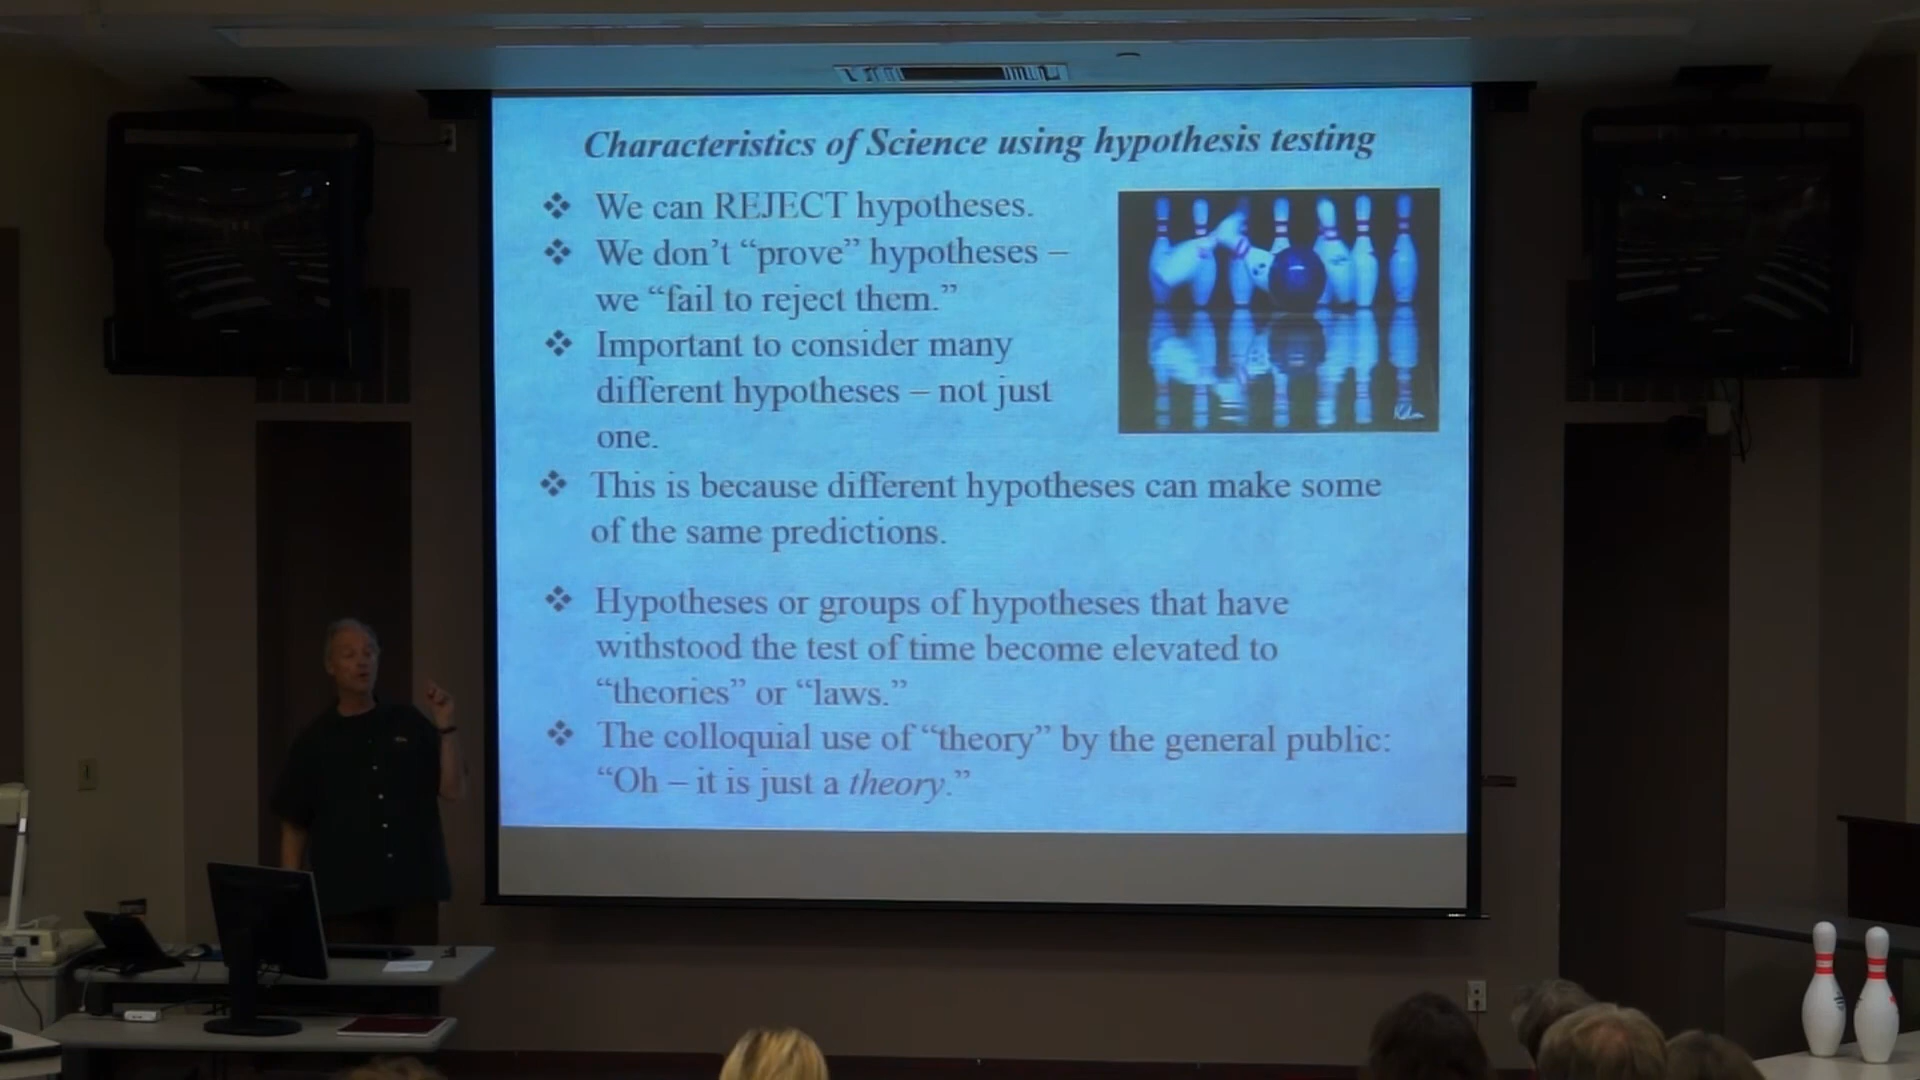 Characteristics of Science using hypothesis testing
❖ We can REJECT hypotheses.
❖ We don’t “prove” hypotheses –
we “fail to reject them.”
❖ Important to consider many
different hypotheses – not just
one.
❖ This is because different hypotheses can make some
of the same predictions.
❖ Hypotheses or groups of hypotheses that have
withstood the test of time become elevated to
“theories” or “laws.”
❖ The colloquial use of “theory” by the general public:
“Oh – it is just a theory.”